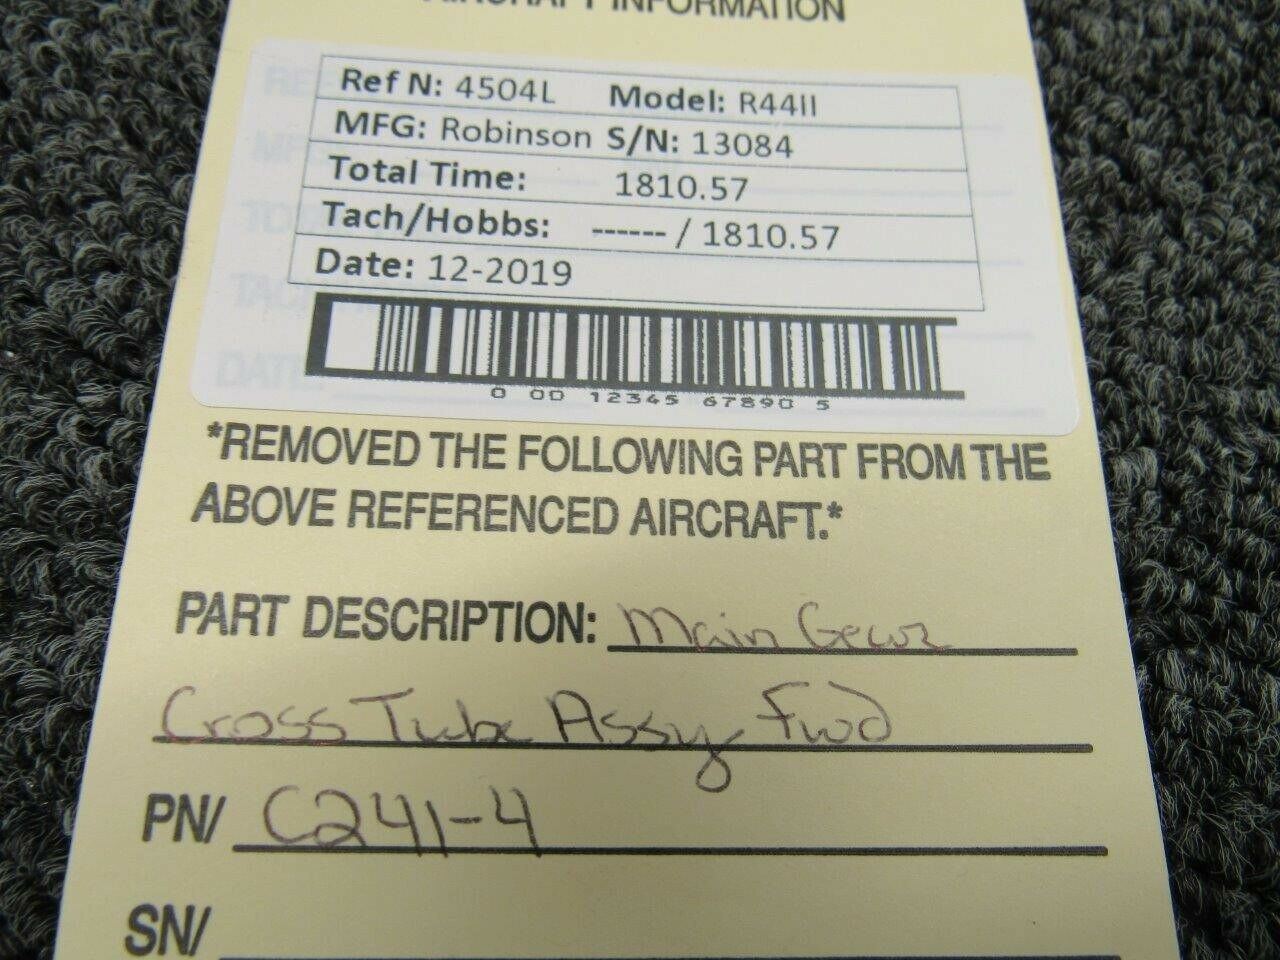 AIRCRAFT INFORMATION
Ref N: 4504L Model: R44II
MFG: Robinson S/N: 13084
Total Time: 1810.57
Tach/Hobbs: ------ / 1810.57
Date: 12-2019
0 00 12345 67890 5
*REMOVED THE FOLLOWING PART FROM THE
ABOVE REFERENCED AIRCRAFT.*
PART DESCRIPTION: Main Gear
Cross Tube Assy Fwd
PN/ C241-4
SN/